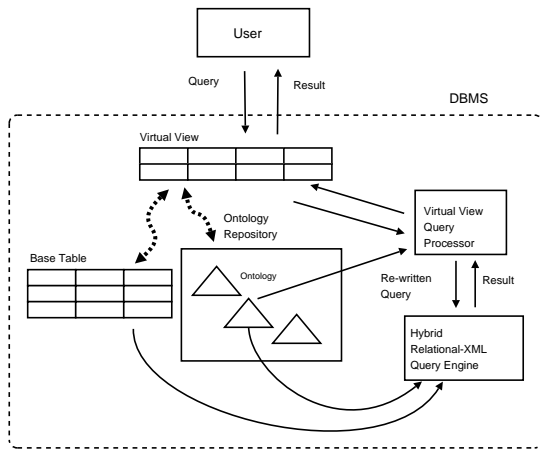 User
Query
Result
DBMS
Virtual View
Ontology
Repository
Virtual View
Query
Processor
Base Table
Ontology
Re-written
Query
Result
Hybrid
Relational-XML
Query Engine